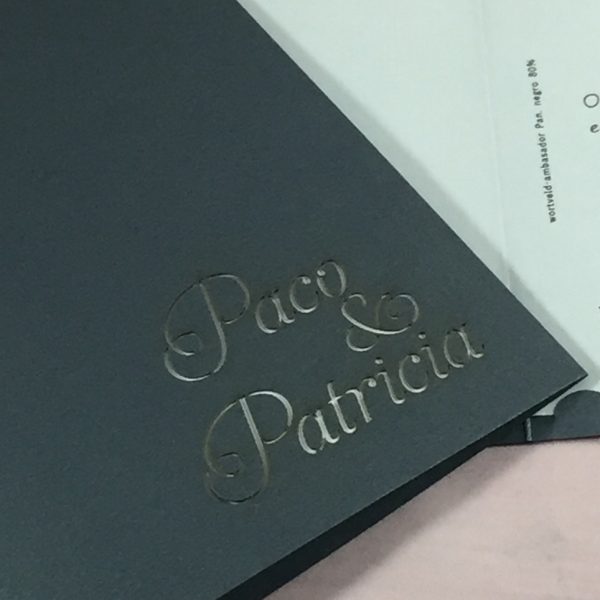 Paco
&
Patricia
wortveld·ambasador Pan. negro 80%